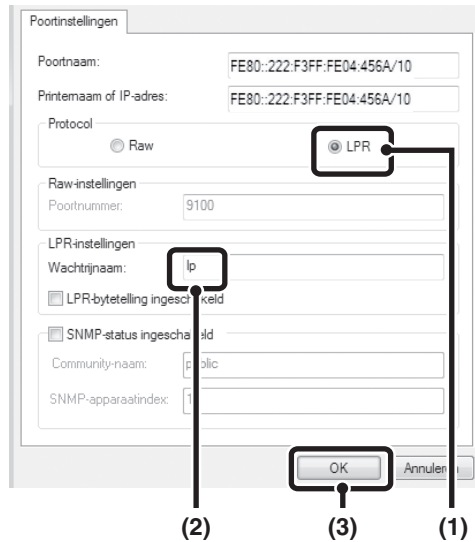 Poortinstellingen
Poortnaam: FE80::222:F3FF:FE04:456A/10
Printernaam of IP-adres: FE80::222:F3FF:FE04:456A/10
Protocol
Raw LPR
Raw-instellingen
Poortnummer: 9100
LPR-instellingen
Wachtrijnaam: lp
LPR-bytetelling ingeschakeld
SNMP-status ingeschakeld
Community-naam: public
SNMP-apparaatindex: 1
OK Annuleren
(2) (3) (1)